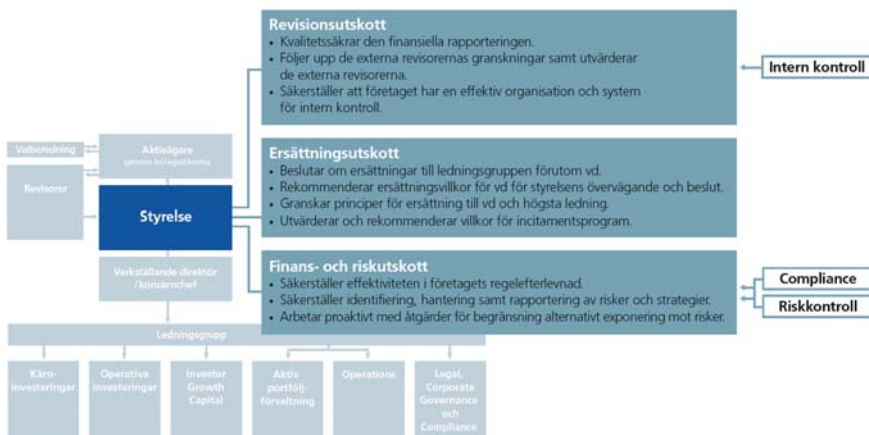 Revisionsutskott
• Kvalitetssäkrar den finansiella rapporteringen.
• Följer upp de externa revisorernas granskningar samt utvärderar
de externa revisorerna.
• Säkerställer att företaget har en effektiv organisation och system
för intern kontroll.
Intern kontroll
Valberedning
Aktieägare
genom bolagsstämma
Revisorer
Styrelse
Ersättningsutskott
• Beslutar om ersättningar till ledningsgruppen förutom vd.
• Rekommenderar ersättningsvillkor för vd för styrelsens övervägande och beslut.
• Granskar principer för ersättning till vd och högsta ledning.
• Utvärderar och rekommenderar villkor för incitamentsprogram.
Verkställande direktör
/koncernchef
Finans- och riskutskott
• Säkerställer effektiviteten i företagets regelefterlevnad.
• Säkerställer identifiering, hantering samt rapportering av risker och strategier.
• Arbetar proaktivt med åtgärder för begränsning alternativt exponering mot risker.
Compliance
Riskkontroll
Ledningsgrupp
Kärn-
investeringar
Operativa
investeringar
Investor
Growth
Capital
Aktiv
portfölj-
förvaltning
Operations
Legal,
Corporate
Governance
och
Compliance